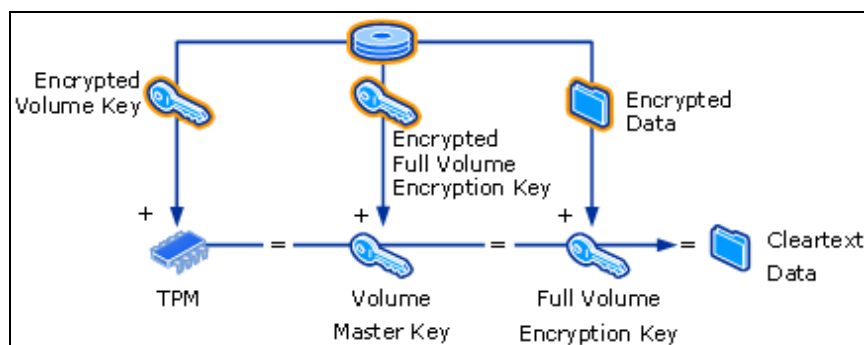 Encrypted
Volume Key
Encrypted
Full Volume
Encryption Key
Encrypted
Data
+
+
+
=
=
=
TPM
Volume
Master Key
Full Volume
Encryption Key
Cleartext
Data